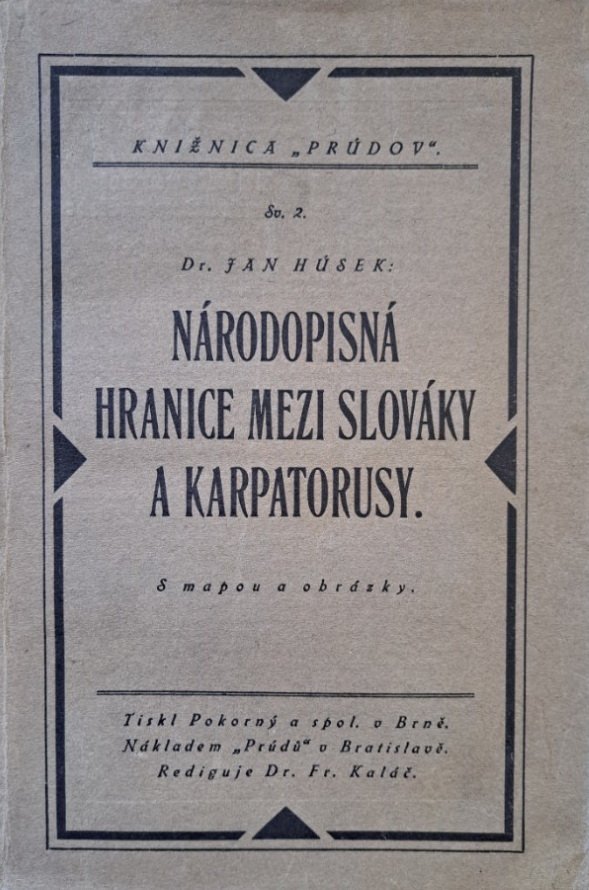 KNIŽNICA „PRÚDOV“.
Sv. 2.
Dr. JAN HÚSEK:
NÁRODOPISNÁ
HRANICE MEZI SLOVÁKY
A KARPATORUSY.
S mapou a obrázky.
Tiskl Pokorný a spol. v Brně.
Nákladem „Prúdů“ v Bratislavě.
Rediguje Dr. Fr. Kaláč.